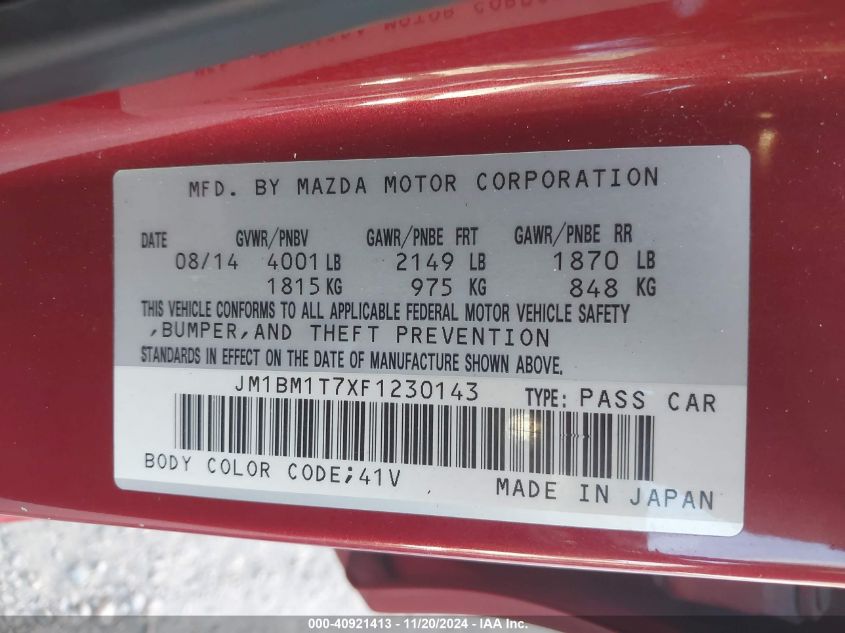 MFD. BY MAZDA MOTOR CORPORATION
DATE GVWR/PNBV GAWR/PNBE FRT GAWR/PNBE RR
08/14 4001 LB 2149 LB 1870 LB
1815 KG 975 KG 848 KG
THIS VEHICLE CONFORMS TO ALL APPLICABLE FEDERAL MOTOR VEHICLE SAFETY
,BUMPER,AND THEFT PREVENTION
STANDARDS IN EFFECT ON THE DATE OF MANUFACTURE SHOWN ABOVE.
JM1BM1T7XF1230143 TYPE: PASS CAR
BODY COLOR CODE;41V
MADE IN JAPAN
000-40921413 - 11/20/2024 - IAA Inc.